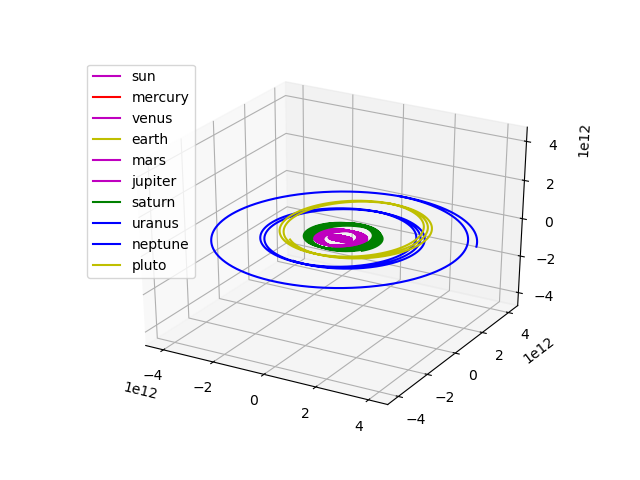 sun
mercury
venus
earth
mars
jupiter
saturn
uranus
neptune
pluto
1e12
4
2
0
−2
−4
4
2
0
−2
−4
1e12
−4
−2
0
2
4
1e12